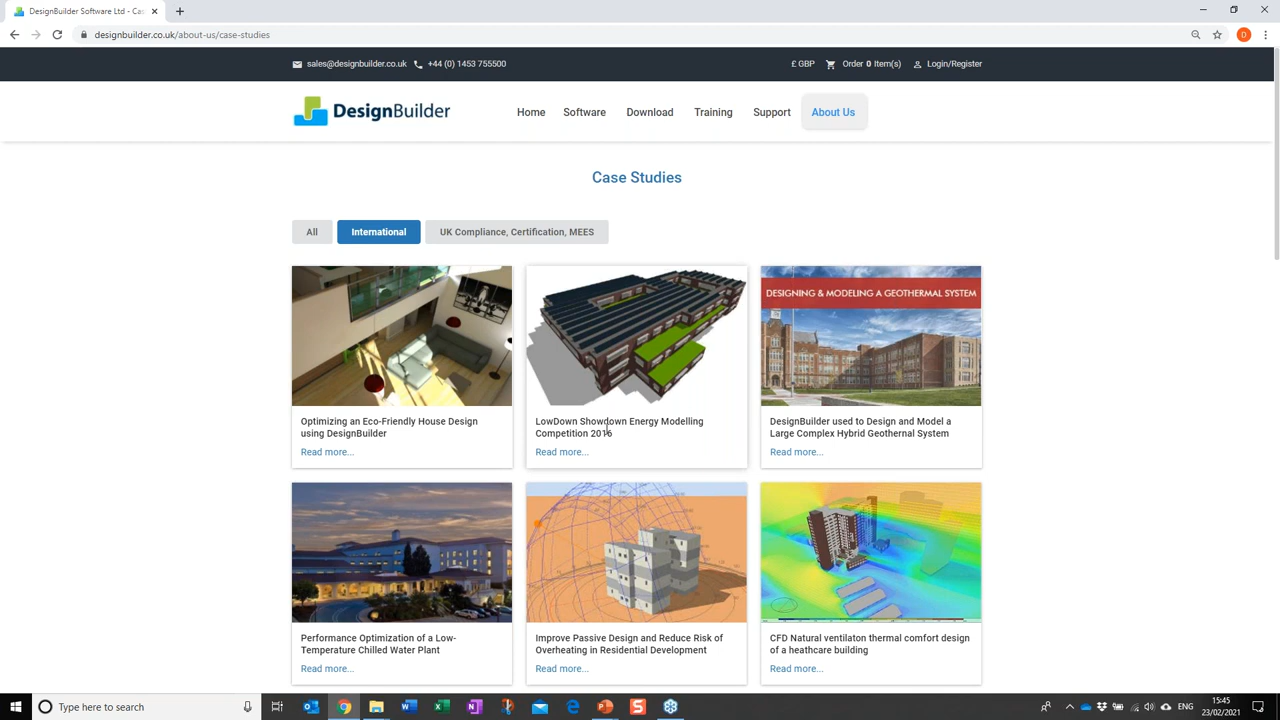 DesignBuilder Software Ltd - Cas
designbuilder.co.uk/about-us/case-studies
D
sales@designbuilder.co.uk +44 (0) 1453 755500 £ GBP Order 0 Item(s) Login/Register
DesignBuilder Home Software Download Training Support About Us
Case Studies
All International UK Compliance, Certification, MEES
DESIGNING & MODELING A GEOTHERMAL SYSTEM
Optimizing an Eco-Friendly House Design
using DesignBuilder
Read more...
LowDown Showdown Energy Modelling
Competition 2016
Read more...
DesignBuilder used to Design and Model a
Large Complex Hybrid Geothernal System
Read more...
Performance Optimization of a Low-
Temperature Chilled Water Plant
Read more...
Improve Passive Design and Reduce Risk of
Overheating in Residential Development
Read more...
CFD Natural ventilaton thermal comfort design
of a heathcare building
Read more...
Type here to search
ENG
15:45
23/02/2021